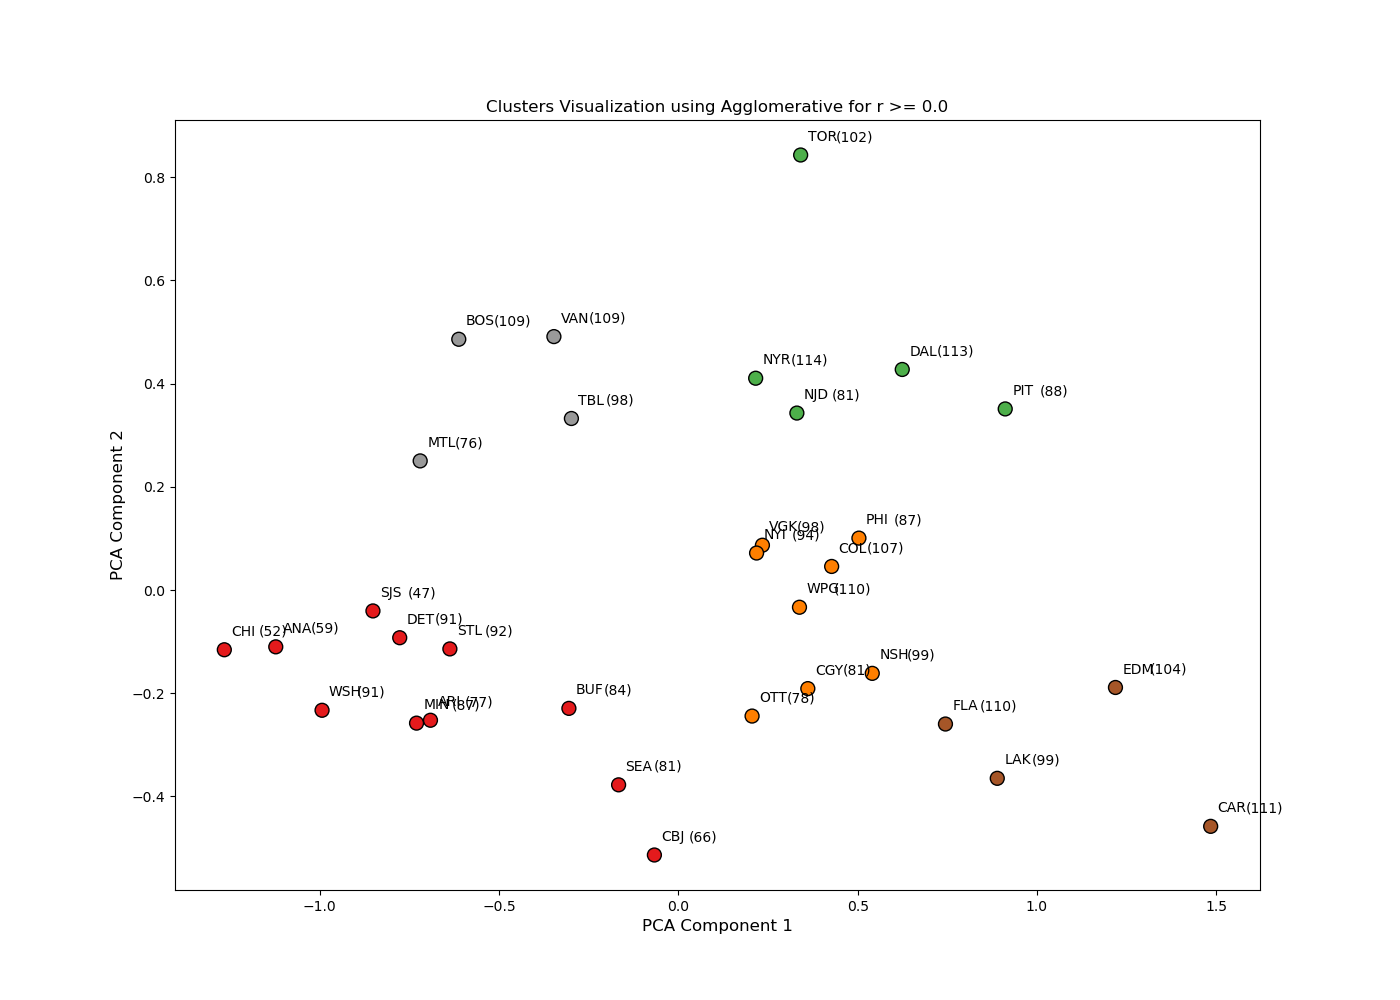 Clusters Visualization using Agglomerative for r >= 0.0
TOR(102)
0.8
0.6
BOS(109)
VAN(109)
DAL(113)
NYR(114)
PIT (88)
0.4
NJD (81)
TBL(98)
MTL(76)
PCA Component 2
0.2
PHI (87)
VGK(98)
NYI (94)
COL(107)
0.0
WPG(110)
SJS (47)
DET(91)
ANA(59)
CHI (52)
STL (92)
NSH(99)
CGY(81)
EDM(104)
−0.2
WSH(91)
BUF (84)
OTT(78)
ARI (77)
MIN(87)
FLA (110)
LAK(99)
SEA(81)
−0.4
CAR(111)
CBJ (66)
−1.0 −0.5 0.0 0.5 1.0 1.5
PCA Component 1